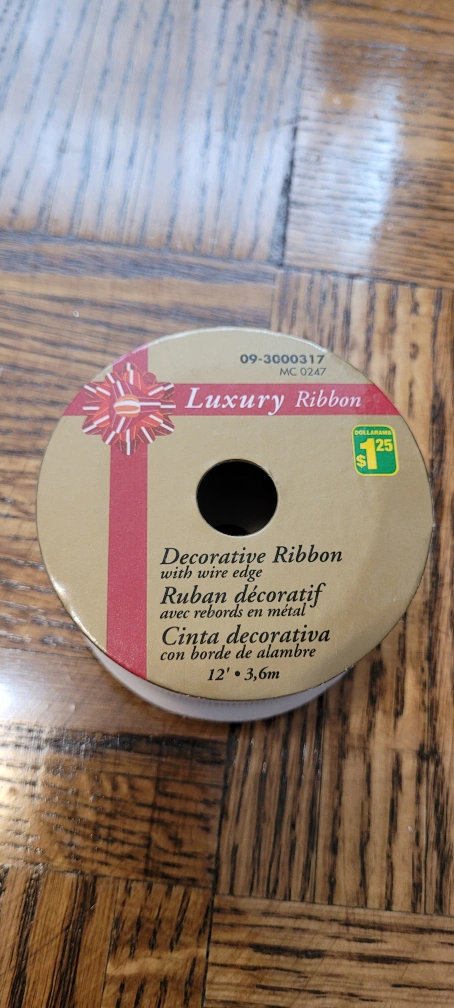 09-3000317
MC 0247
Luxury Ribbon
DOLLARAMA
$1.25
Decorative Ribbon
with wire edge
Ruban décoratif
avec rebords en métal
Cinta decorativa
con borde de alambre
12' • 3,6m